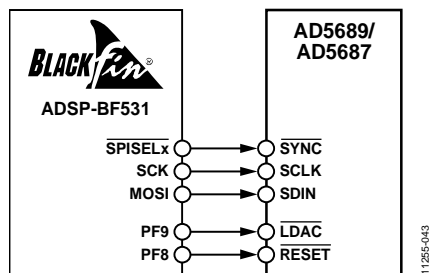 BLACKfin®
ADSP-BF531
AD5689/
AD5687
SPISELx SYNC
SCK SCLK
MOSI SDIN
PF9 LDAC
PF8 RESET
11255-043